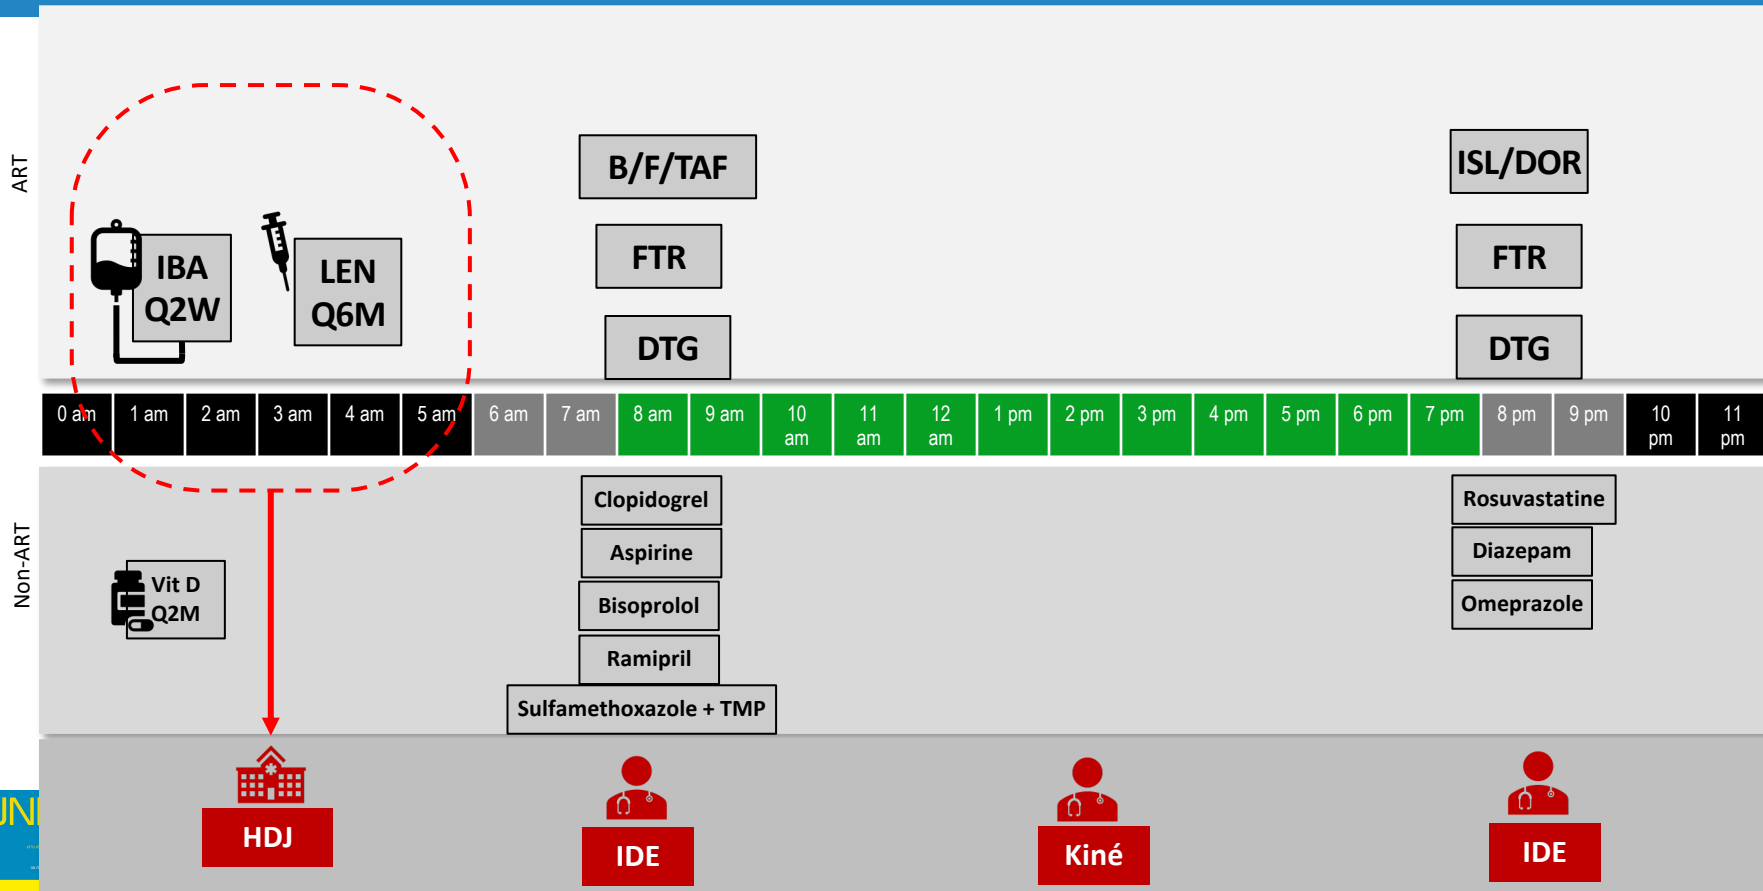 ART
B/F/TAF
ISL/DOR
IBA
Q2W
LEN
Q6M
FTR
FTR
DTG
DTG
0 am
1 am
2 am
3 am
4 am
5 am
6 am
7 am
8 am
9 am
10
am
11
am
12
am
1 pm
2 pm
3 pm
4 pm
5 pm
6 pm
7 pm
8 pm
9 pm
10
pm
11
pm
Non-ART
Vit D
Q2M
Clopidogrel
Aspirine
Bisoprolol
Ramipril
Sulfamethoxazole + TMP
Rosuvastatine
Diazepam
Omeprazole
HDJ
IDE
Kiné
IDE